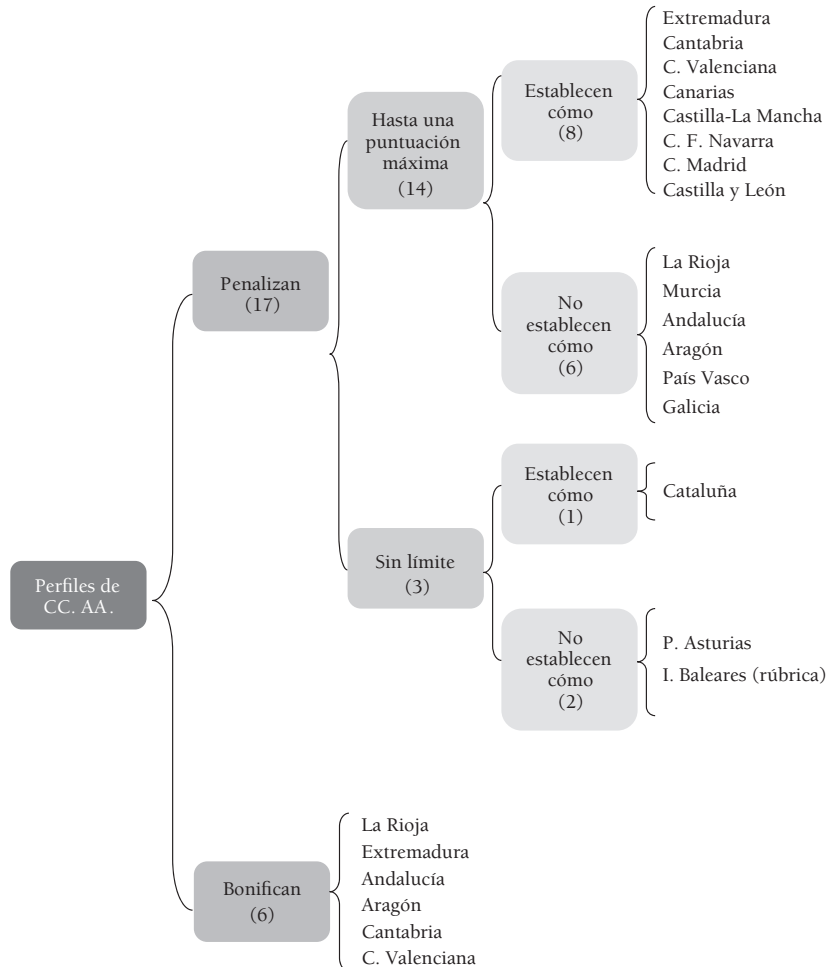 Perfiles de
CC. AA.
Penalizan
(17)
Hasta una
puntuación
máxima
(14)
Establecen
cómo
(8)
Extremadura
Cantabria
C. Valenciana
Canarias
Castilla-La Mancha
C. F. Navarra
C. Madrid
Castilla y León
No
establecen
cómo
(6)
La Rioja
Murcia
Andalucía
Aragón
País Vasco
Galicia
Sin límite
(3)
Establecen
cómo
(1)
Cataluña
No
establecen
cómo
(2)
P. Asturias
I. Baleares (rúbrica)
Bonifican
(6)
La Rioja
Extremadura
Andalucía
Aragón
Cantabria
C. Valenciana